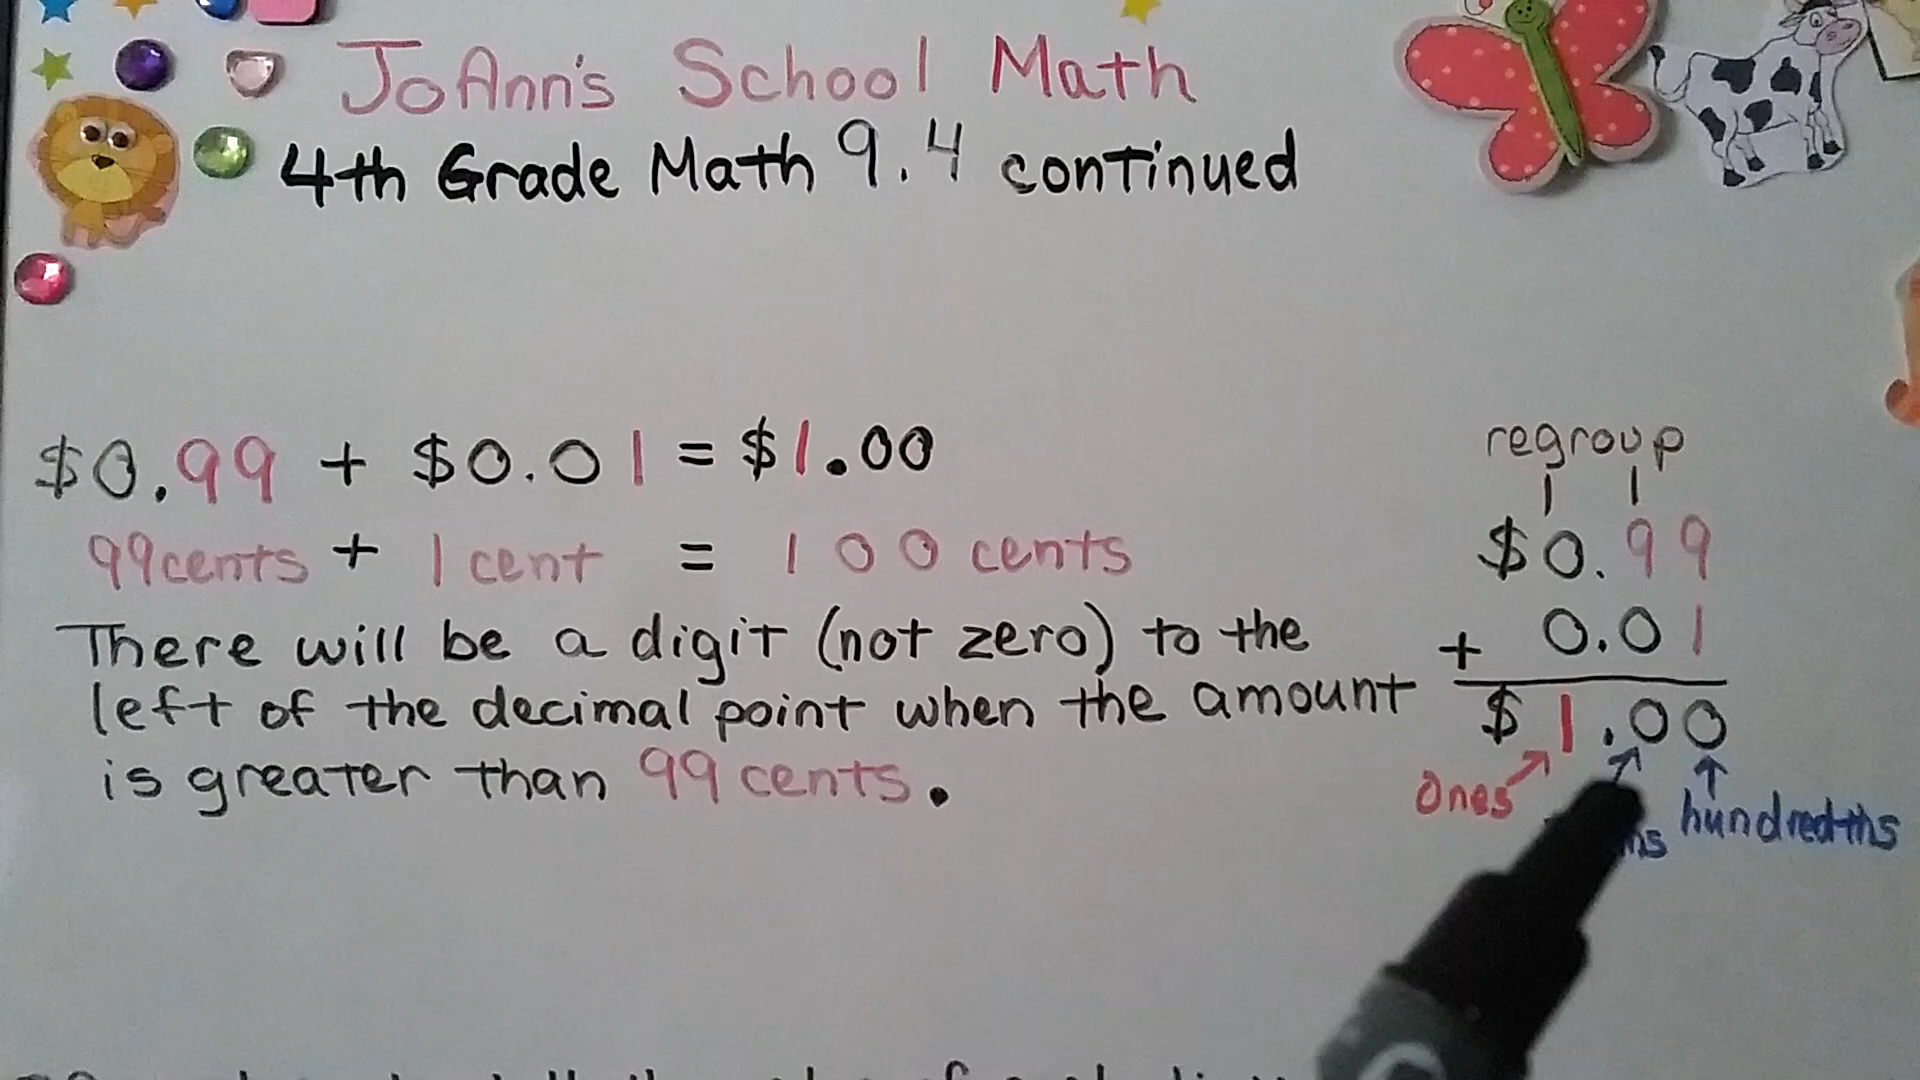 JoAnn's School Math
4th Grade Math 9.4 continued
$0.99 + $0.01 = $1.00
99cents + 1 cent = 100 cents
There will be a digit (not zero) to the
left of the decimal point when the amount
is greater than 99 cents.
regroup
1 1
$0.99
+ 0.01
$1.00
Ones
hundredths